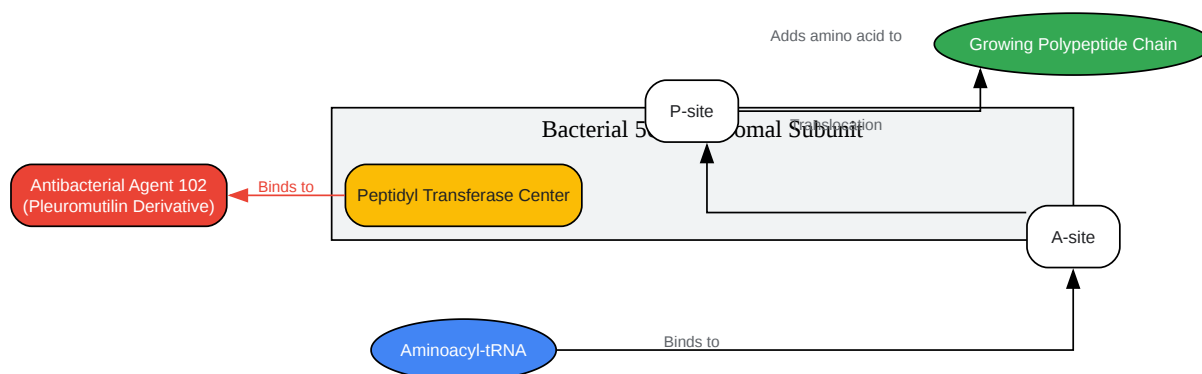 Adds amino acid to
Growing Polypeptide Chain
P-site
Translocation
Bacterial 5 omal Subunit
Antibacterial Agent 102
(Pleuromutilin Derivative)
Binds to
Peptidyl Transferase Center
A-site
Aminoacyl-tRNA
Binds to